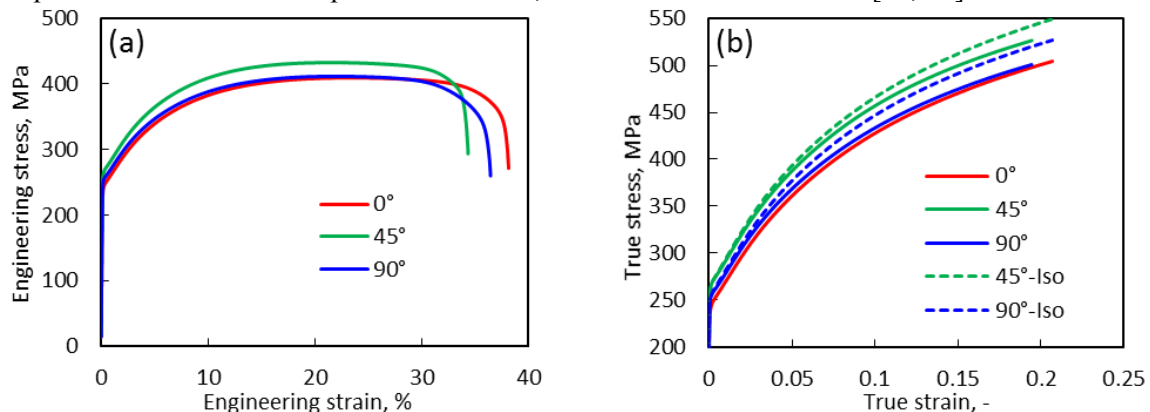 (a)
500
400
300
200
100
0
Engineering stress, MPa
0°
45°
90°
0 10 20 30 40
Engineering strain, %
(b)
550
500
450
400
350
300
250
200
True stress, MPa
0°
45°
90°
45°-Iso
90°-Iso
0 0.05 0.1 0.15 0.2 0.25
True strain, -